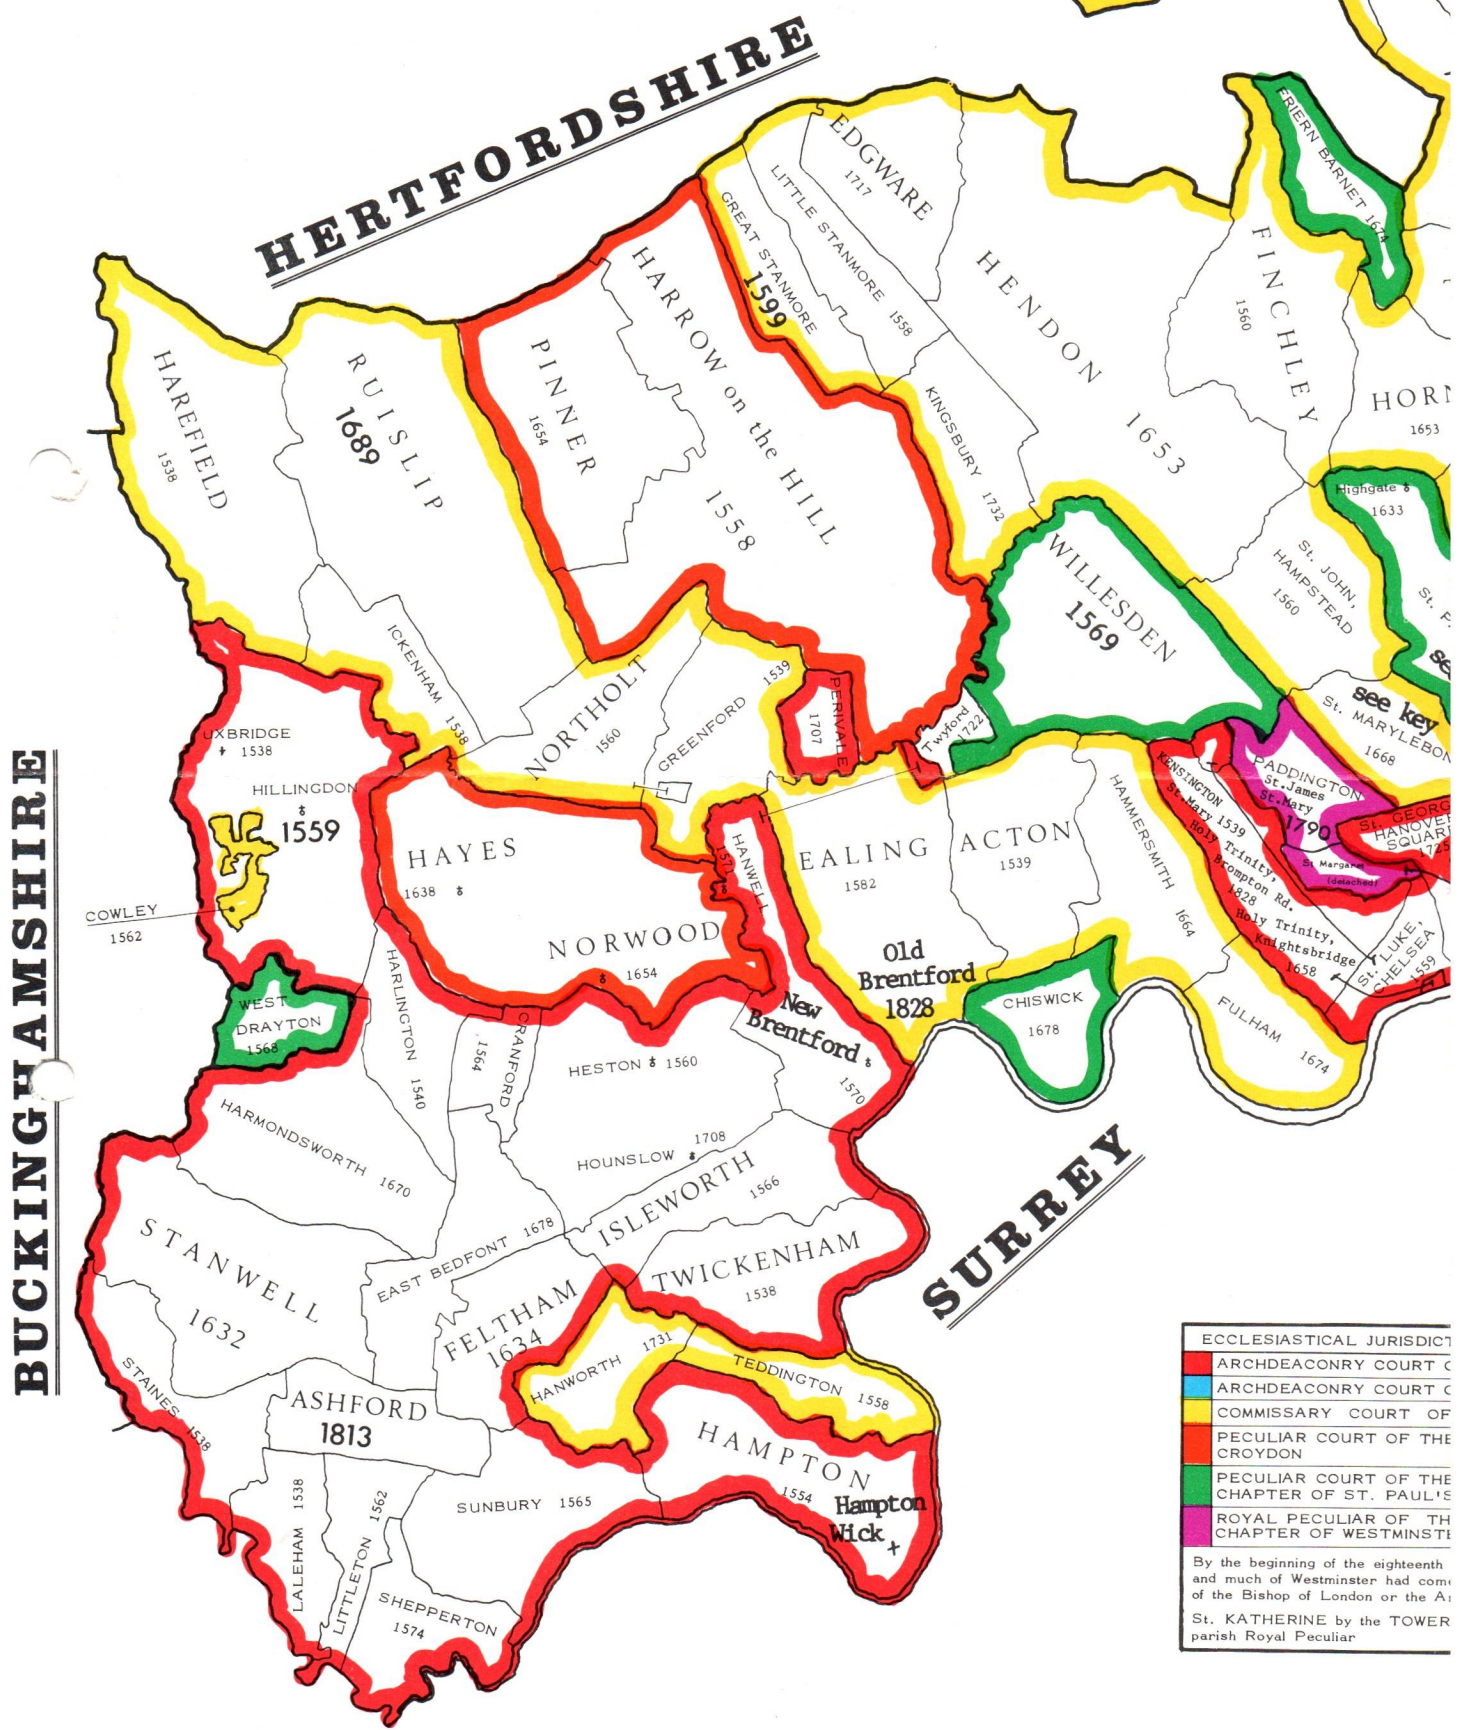 HERTFORDSHIRE
BUCKINGHAMSHIRE
SURREY
FRIERN BARNET 1674
EDGWARE
1717
LITTLE STANMORE 1558
GREAT STANMORE
1599
HENDON 1653
FINCHLEY
1560
HORN
1653
HAREFIELD
1538
RUISLIP
1689
PINNER
1654
HARROW on the HILL
1558
KINGSBURY 1732
Highgate
1633
WILLESDEN
1569
St. JOHN,
HAMPSTEAD
1560
St. P
se
see key
St. MARYLEBON
1668
ICKENHAM 1538
NORTHOLT
1560
GREENFORD 1539
PERIVALE
1707
Twyford
1722
UXBRIDGE
1538
HILLINGDON
1559
COWLEY
1562
HAYES
1638
NORWOOD
1654
HANWELL
1571
EALING
1582
ACTON
1539
HAMMERSMITH 1664
KENSINGTON
St.Mary 1539
Holy Trinity,
Brompton Rd.
1828
Holy Trinity,
Knightsbridge
1658
PADDINGTON
St.James
St.Mary
1790
St. GEORG
HANOVER
SQUAR
1725
St Margaret
(detached)
St. LUKE,
CHELSEA
1559
FULHAM 1674
CHISWICK
1678
Old
Brentford
1828
New
Brentford
1570
WEST
DRAYTON
1568
HARLINGTON 1540
CRANFORD
1564
HESTON 1560
HOUNSLOW 1708
ISLEWORTH
1566
HARMONDSWORTH 1670
STANWELL
1632
EAST BEDFONT 1678
FELTHAM
1634
TWICKENHAM
1538
HANWORTH 1731
TEDDINGTON 1558
STAINES 1538
ASHFORD
1813
HAMPTON
1554
Hampton
Wick
SUNBURY 1565
LALEHAM 1538
LITTLETON 1562
SHEPPERTON
1574
ECCLESIASTICAL JURISDICT
ARCHDEACONRY COURT
ARCHDEACONRY COURT
COMMISSARY COURT OF
PECULIAR COURT OF THE
CROYDON
PECULIAR COURT OF THE
CHAPTER OF ST. PAUL'S
ROYAL PECULIAR OF TH
CHAPTER OF WESTMINSTE
By the beginning of the eighteenth
and much of Westminster had com
of the Bishop of London or the A
St. KATHERINE by the TOWER
parish Royal Peculiar